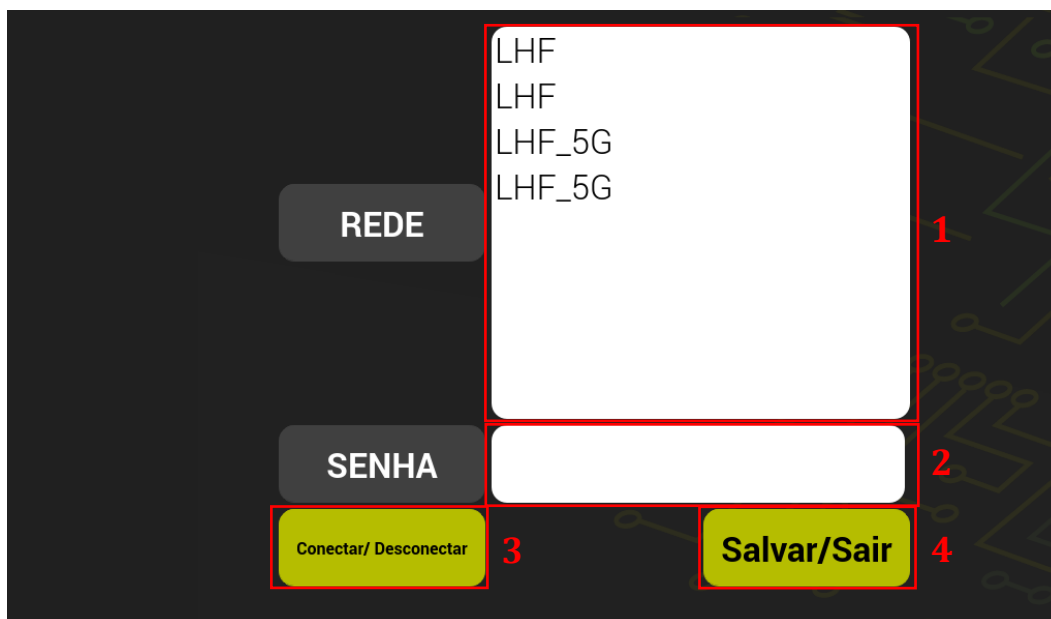 LHF
LHF
LHF_5G
LHF_5G
REDE
1
SENHA
2
Conectar/ Desconectar
3
Salvar/Sair
4